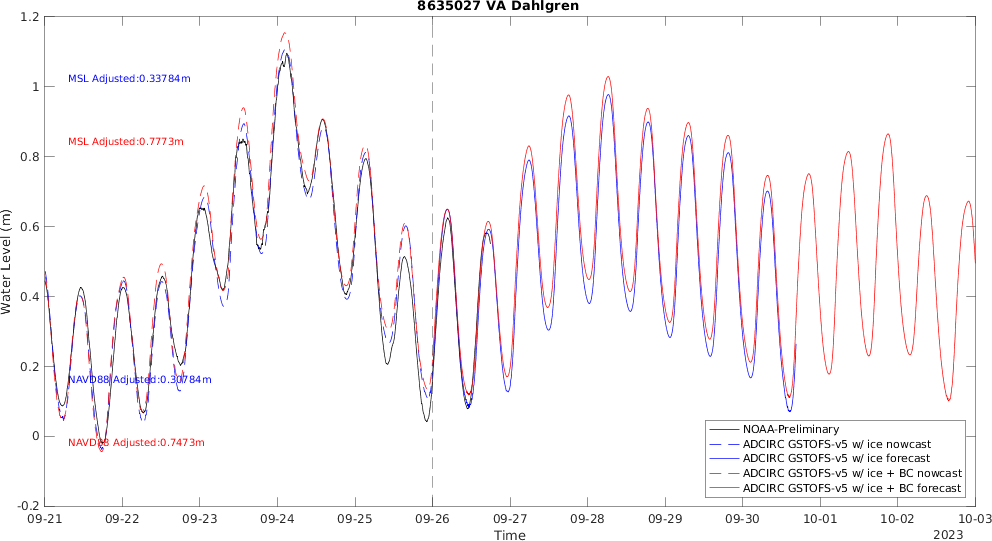 8635027 VA Dahlgren
1.2
1
0.8
0.6
0.4
0.2
0
-0.2
Water Level (m)
MSL Adjusted:0.33784m
MSL Adjusted:0.7773m
NAVD88 Adjusted:0.30784m
NAVD88 Adjusted:0.7473m
NOAA-Preliminary
ADCIRC GSTOFS-v5 w/ ice nowcast
ADCIRC GSTOFS-v5 w/ ice forecast
ADCIRC GSTOFS-v5 w/ ice + BC nowcast
ADCIRC GSTOFS-v5 w/ ice + BC forecast
09-21 09-22 09-23 09-24 09-25 09-26 09-27 09-28 09-29 09-30 10-01 10-02 10-03
Time
2023